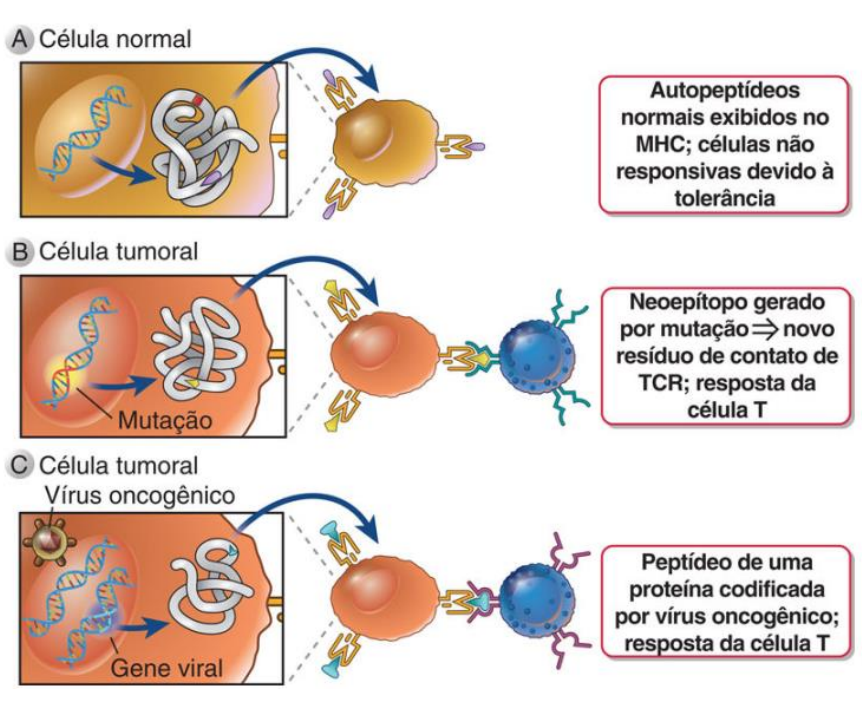 A Célula normal
Autopeptídeos
normais exibidos no
MHC; células não
responsivas devido à
tolerância
B Célula tumoral
Mutação
Neoepítopo gerado
por mutação ⇒ novo
resíduo de contato de
TCR; resposta da
célula T
C Célula tumoral
Vírus oncogênico
Gene viral
Peptídeo de uma
proteína codificada
por vírus oncogênico;
resposta da célula T